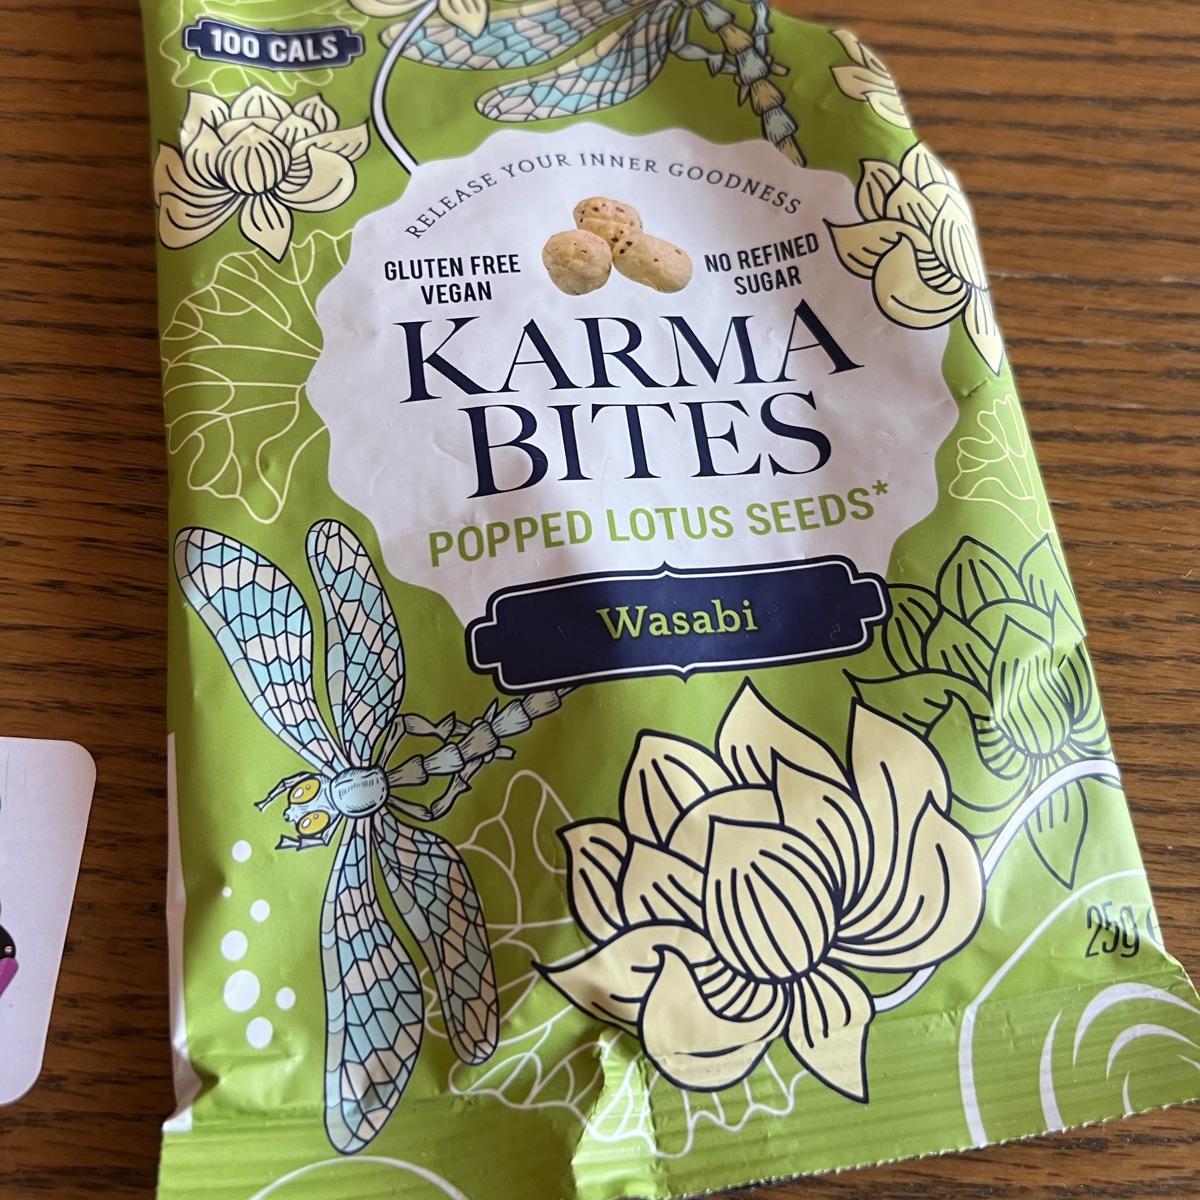 100 CALS
RELEASE YOUR INNER GOODNESS
GLUTEN FREE
VEGAN
NO REFINED
SUGAR
KARMA
BITES
POPPED LOTUS SEEDS*
Wasabi
25g e